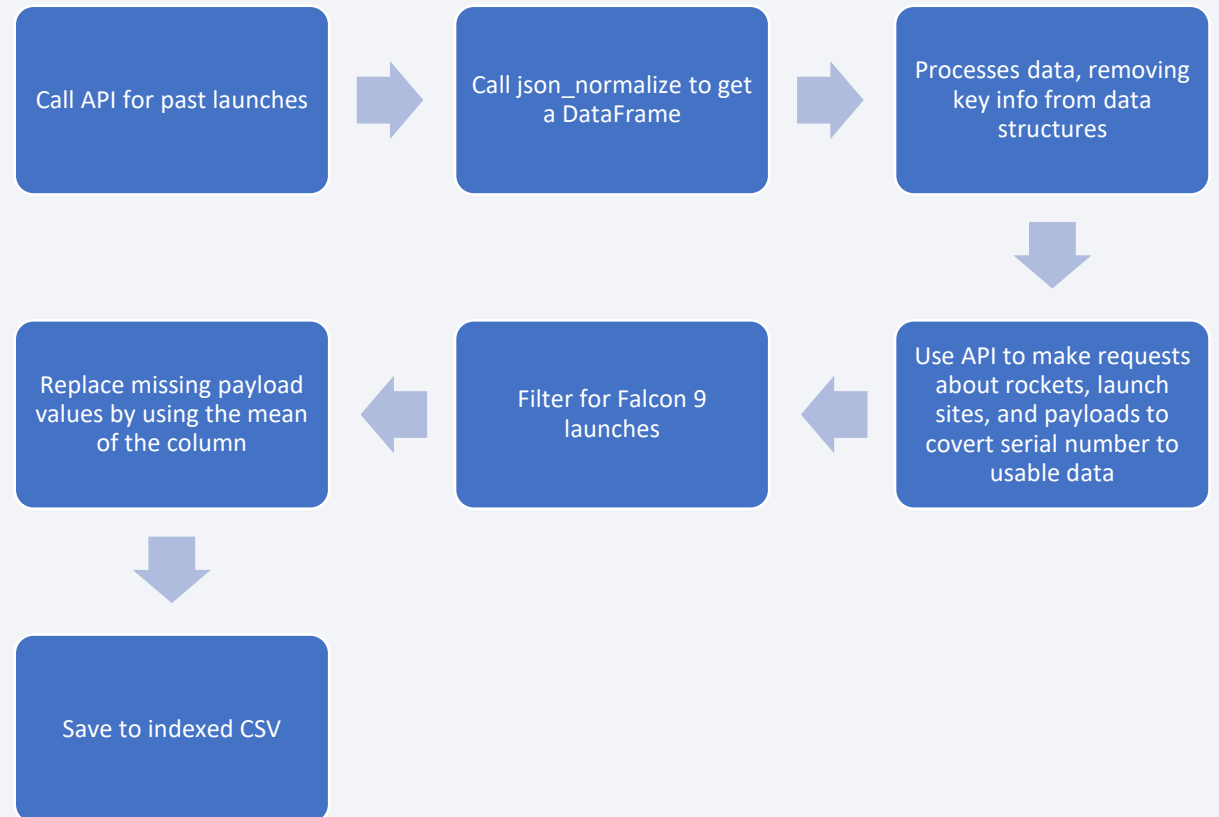 Call API for past launches
Call json_normalize to get
a DataFrame
Processes data, removing
key info from data
structures
Use API to make requests
about rockets, launch
sites, and payloads to
covert serial number to
usable data
Filter for Falcon 9
launches
Replace missing payload
values by using the mean
of the column
Save to indexed CSV